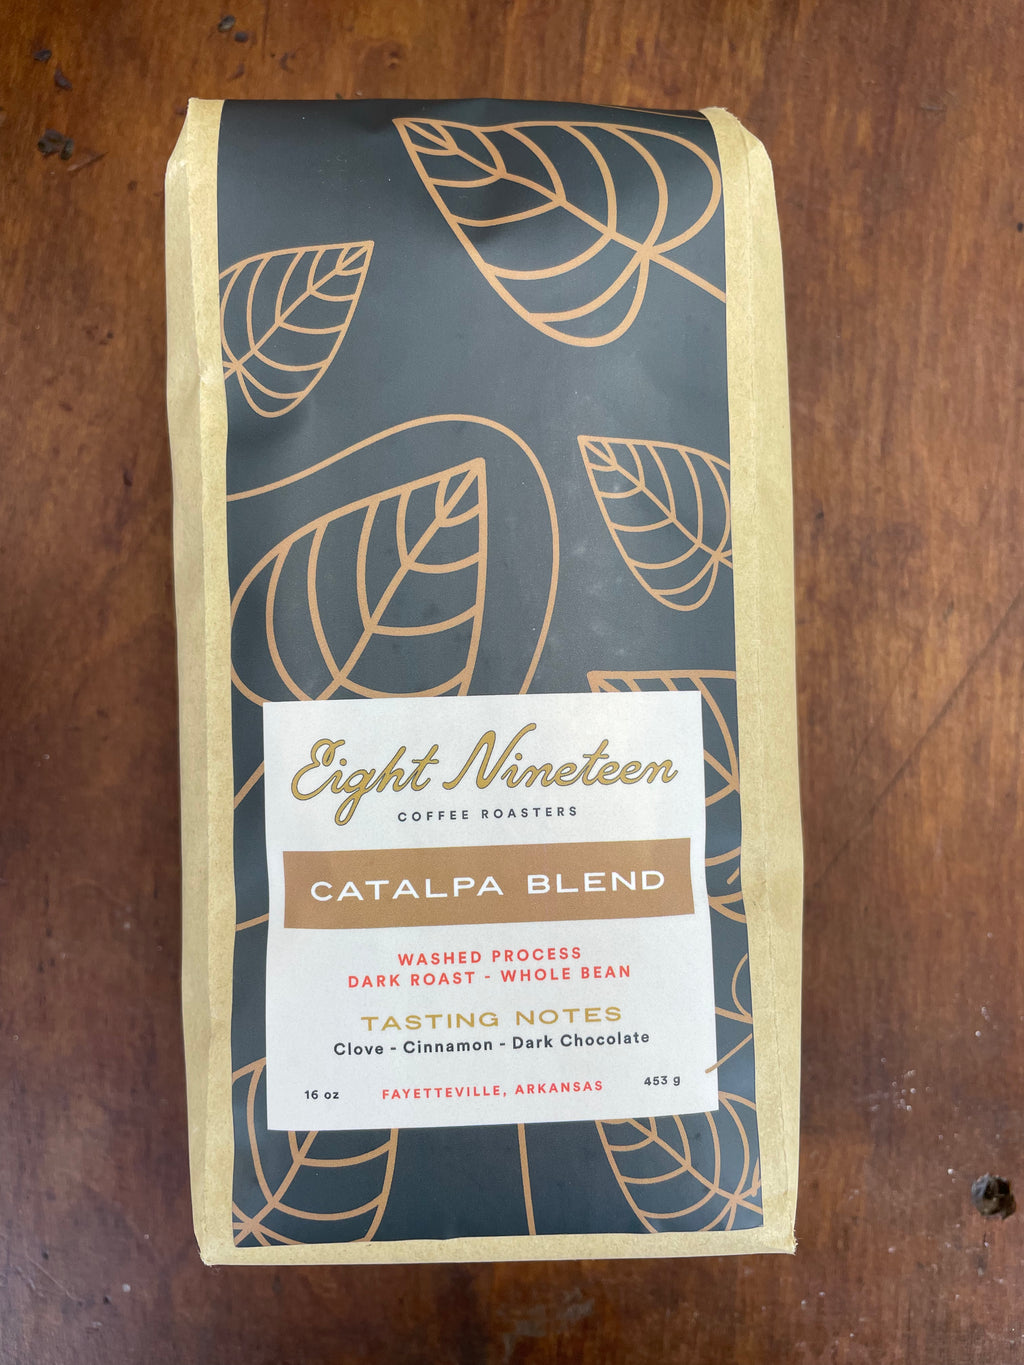 Eight Nineteen
COFFEE ROASTERS
CATALPA BLEND
WASHED PROCESS
DARK ROAST - WHOLE BEAN
TASTING NOTES
Clove - Cinnamon - Dark Chocolate
16 oz FAYETTEVILLE, ARKANSAS 453 g